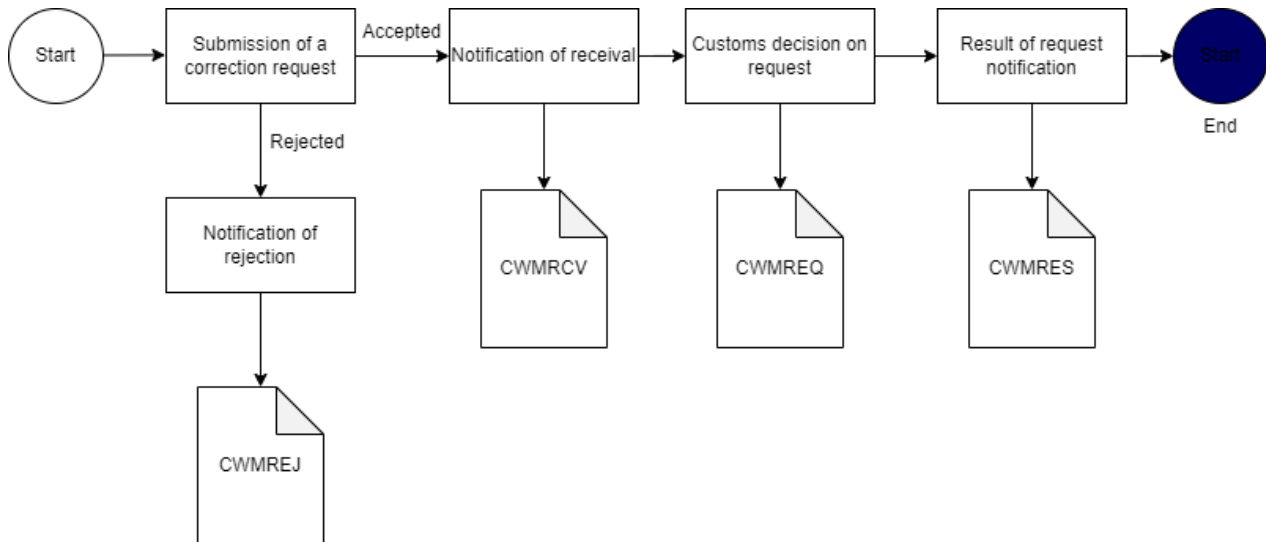 Start
Submission of a
correction request
Accepted
Notification of receival
Customs decision on
request
Result of request
notification
Start
End
Rejected
Notification of
rejection
CWMRCV
CWMREQ
CWMRES
CWMREJ